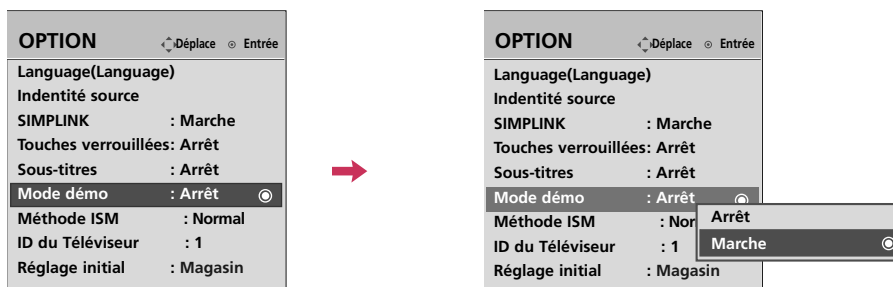 OPTION Déplace Entrée
Language(Language)
Indentité source
SIMPLINK : Marche
Touches verrouillées: Arrêt
Sous-titres : Arrêt
Mode démo : Arrêt
Méthode ISM : Normal
ID du Téléviseur : 1
Réglage initial : Magasin
OPTION Déplace Entrée
Language(Language)
Indentité source
SIMPLINK : Marche
Touches verrouillées: Arrêt
Sous-titres : Arrêt
Mode démo : Arrêt
Méthode ISM : Nor
ID du Téléviseur : 1
Réglage initial : Magasin
Arrêt
Marche